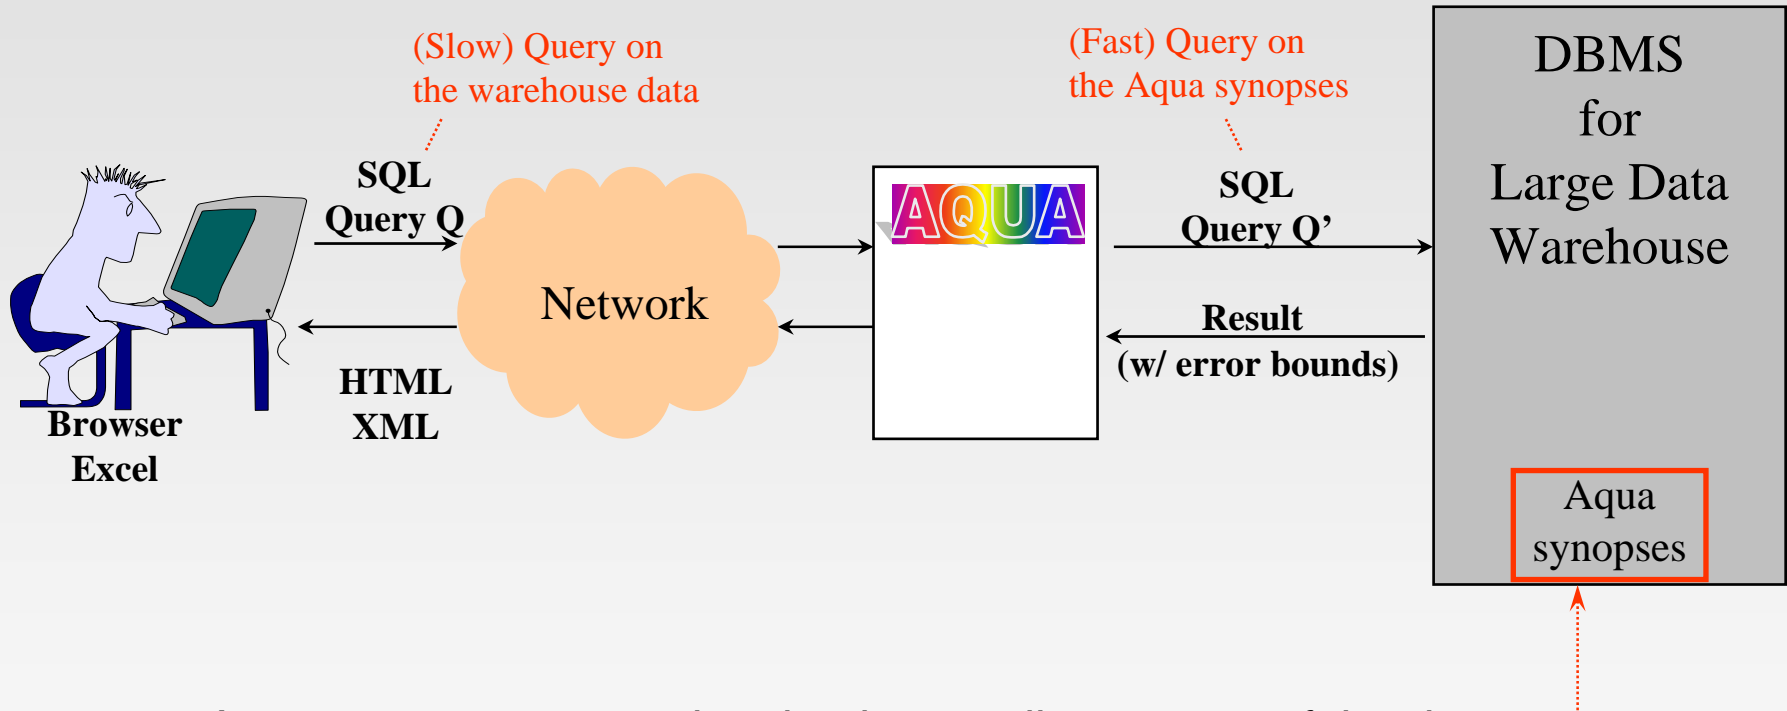 (Slow) Query on
the warehouse data
(Fast) Query on
the Aqua synopses
DBMS
for
Large Data
Warehouse
SQL
Query Q
Network
AQUA
SQL
Query Q’
Result
(w/ error bounds)
HTML
XML
Browser
Excel
Aqua
synopses